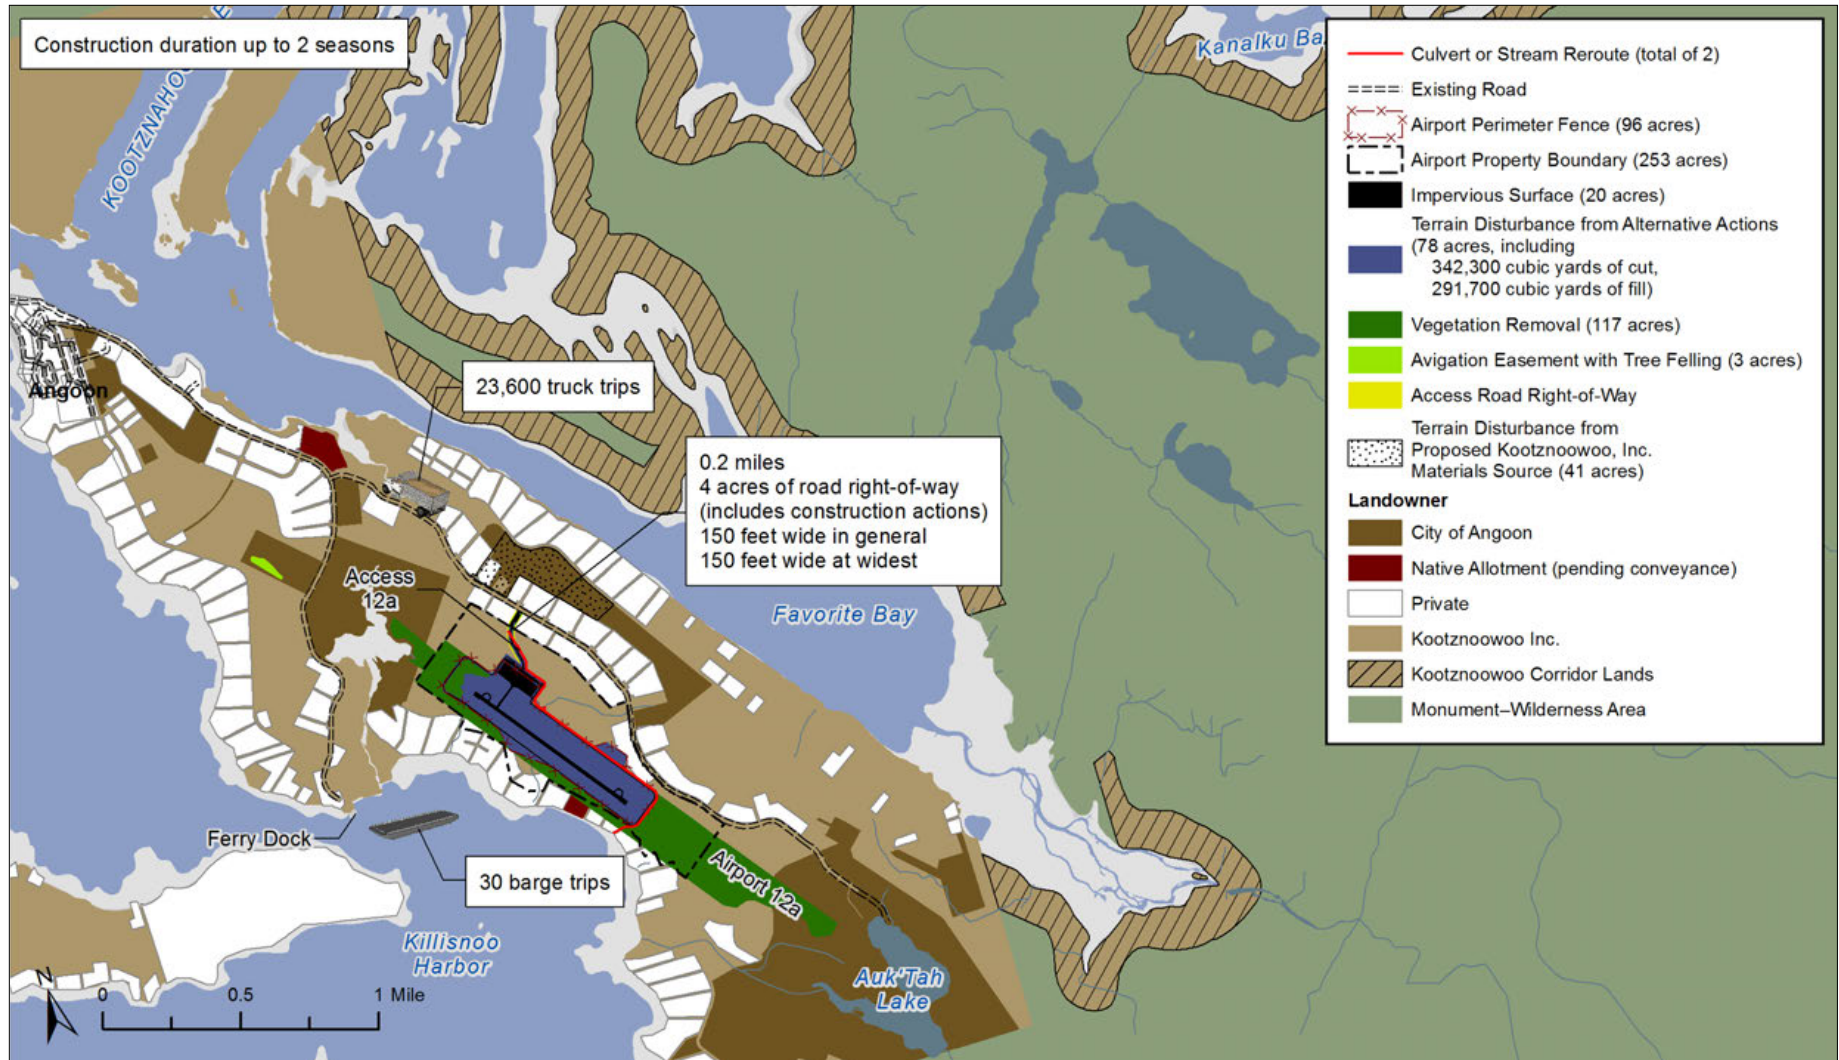 Construction duration up to 2 seasons
KOOTZNAHOO
Kanalku Ba
Culvert or Stream Reroute (total of 2)
Existing Road
Airport Perimeter Fence (96 acres)
Airport Property Boundary (253 acres)
Impervious Surface (20 acres)
Terrain Disturbance from Alternative Actions
(78 acres, including
342,300 cubic yards of cut,
291,700 cubic yards of fill)
Vegetation Removal (117 acres)
Avigation Easement with Tree Felling (3 acres)
Access Road Right-of-Way
Terrain Disturbance from
Proposed Kootznoowoo, Inc.
Materials Source (41 acres)
Landowner
City of Angoon
Native Allotment (pending conveyance)
Private
Kootznoowoo Inc.
Kootznoowoo Corridor Lands
Monument–Wilderness Area
Angoon
23,600 truck trips
0.2 miles
4 acres of road right-of-way
(includes construction actions)
150 feet wide in general
150 feet wide at widest
Access
12a
Favorite Bay
Ferry Dock
30 barge trips
Airport 12a
Killisnoo
Harbor
Auk'Tah
Lake
N
0 0.5 1 Mile